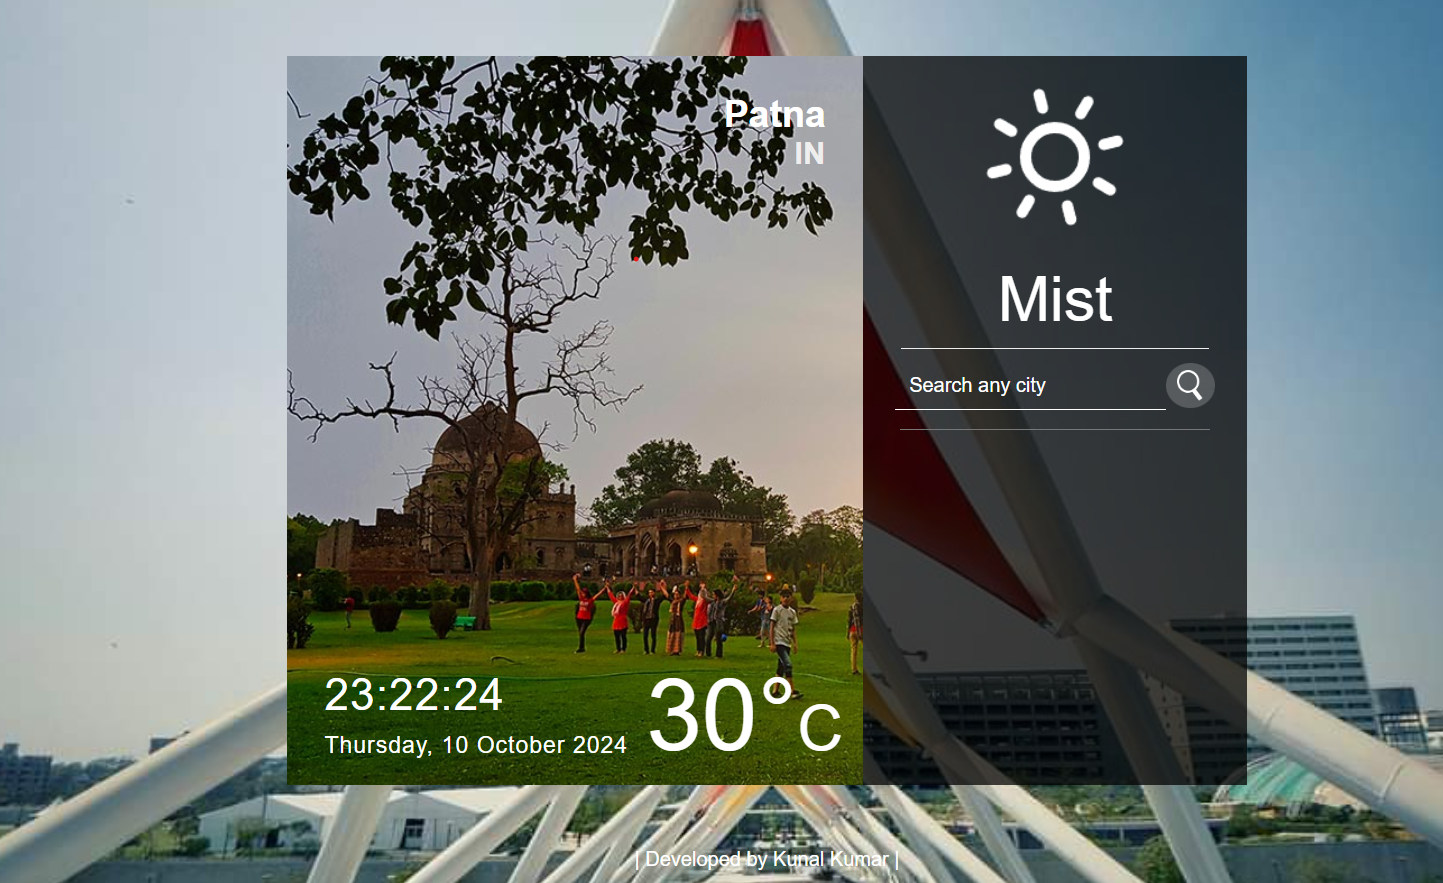 Patna
IN
23:22:24
Thursday, 10 October 2024
30°C
Mist
Search any city
| Developed by Kunal Kumar |